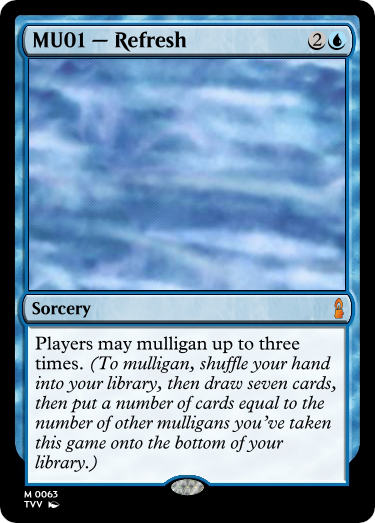 MU01 — Refresh 2
Sorcery
Players may mulligan up to three
times. (To mulligan, shuffle your hand
into your library, then draw seven cards,
then put a number of cards equal to the
number of other mulligans you've taken
this game onto the bottom of your
library.)
M 0063
TVV